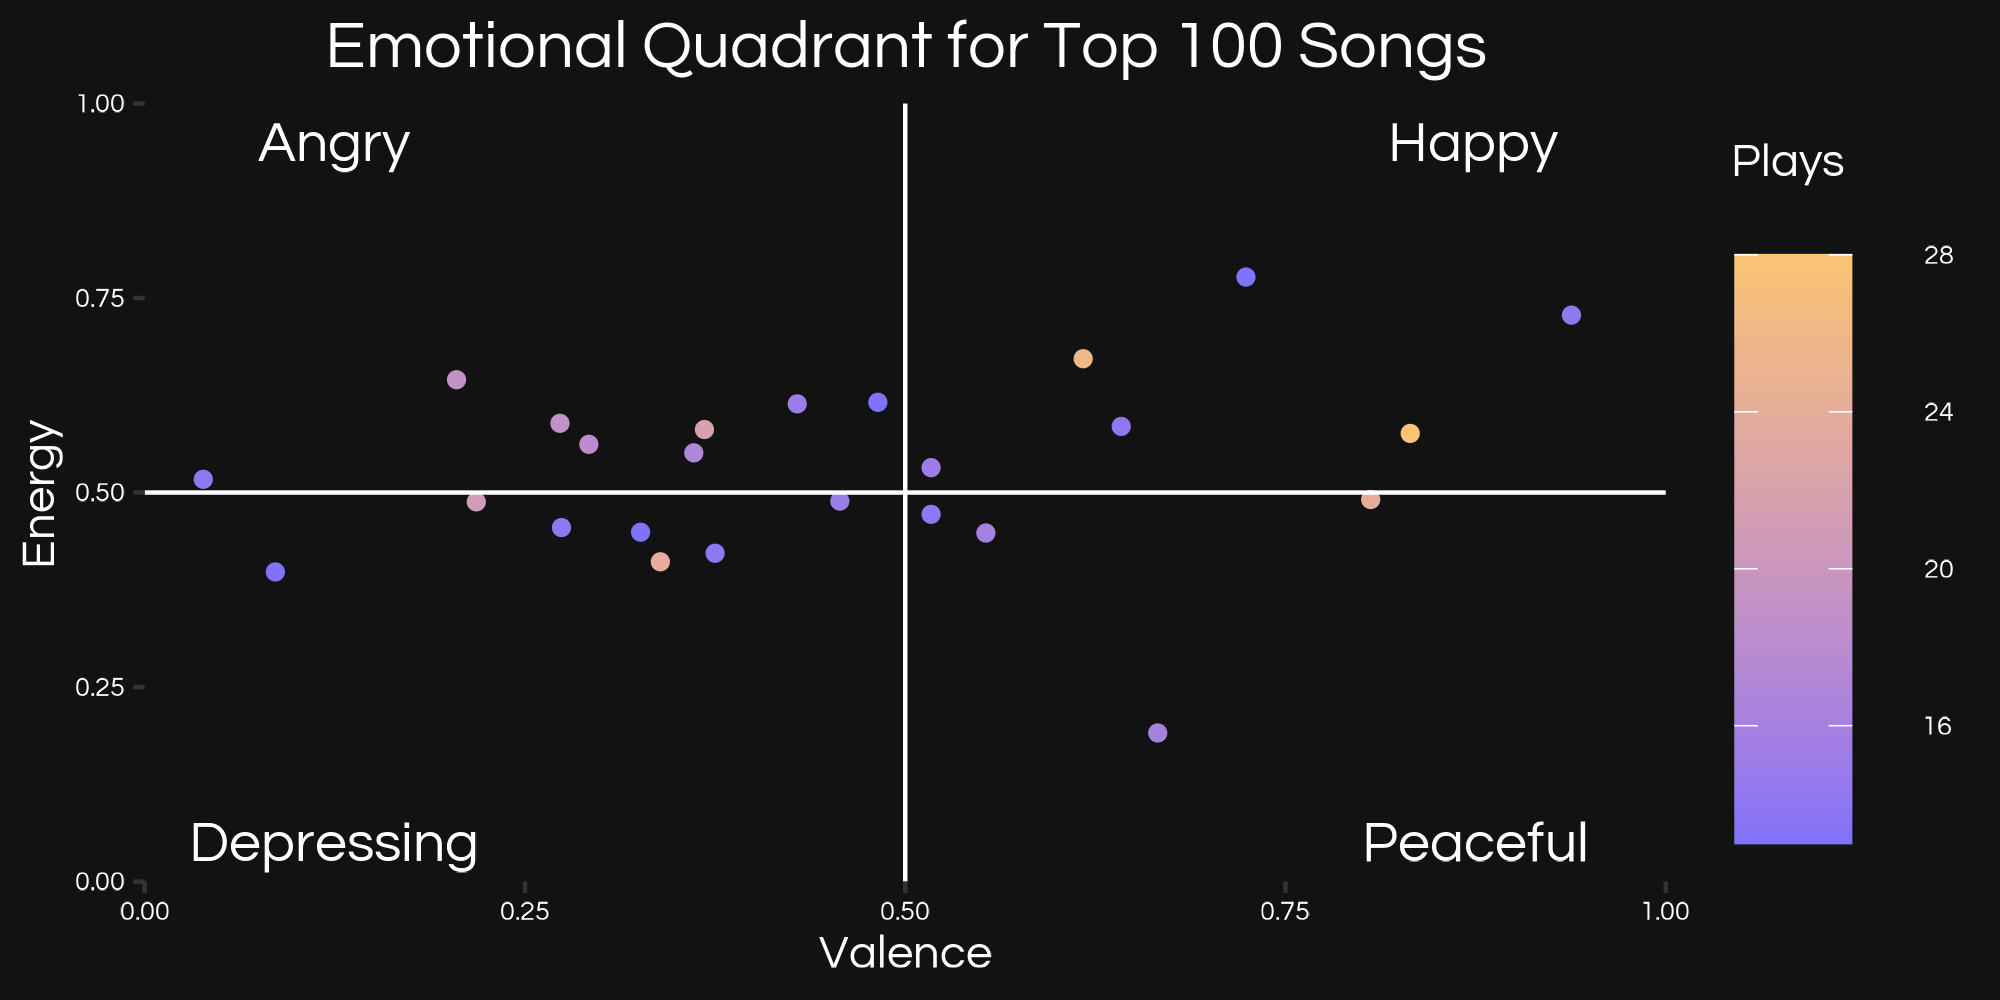 Emotional Quadrant for Top 100 Songs
1.00
Angry
Happy
Plays
28
0.75
24
Energy
0.50
20
0.25
16
Depressing
Peaceful
0.00
0.00 0.25 0.50 0.75 1.00
Valence